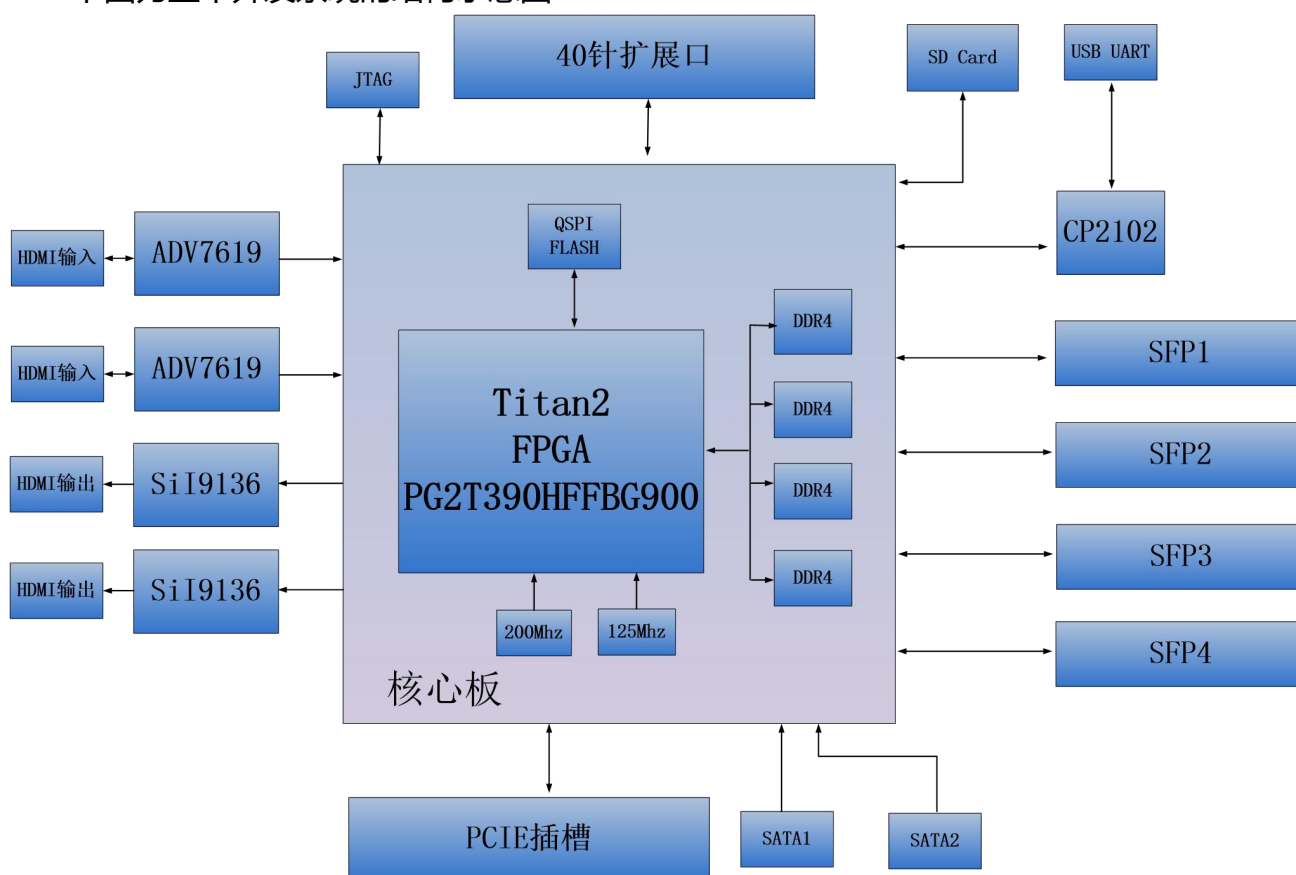 40针扩展口
JTAG
SD Card
USB UART
QSPI
FLASH
CP2102
HDMI输入
ADV7619
DDR4
SFP1
HDMI输入
ADV7619
Titan2
FPGA
PG2T390HFFBG900
DDR4
SFP2
HDMI输出
SiI9136
DDR4
SFP3
HDMI输出
SiI9136
DDR4
200Mhz
125Mhz
SFP4
核心板
PCIE插槽
SATA1
SATA2